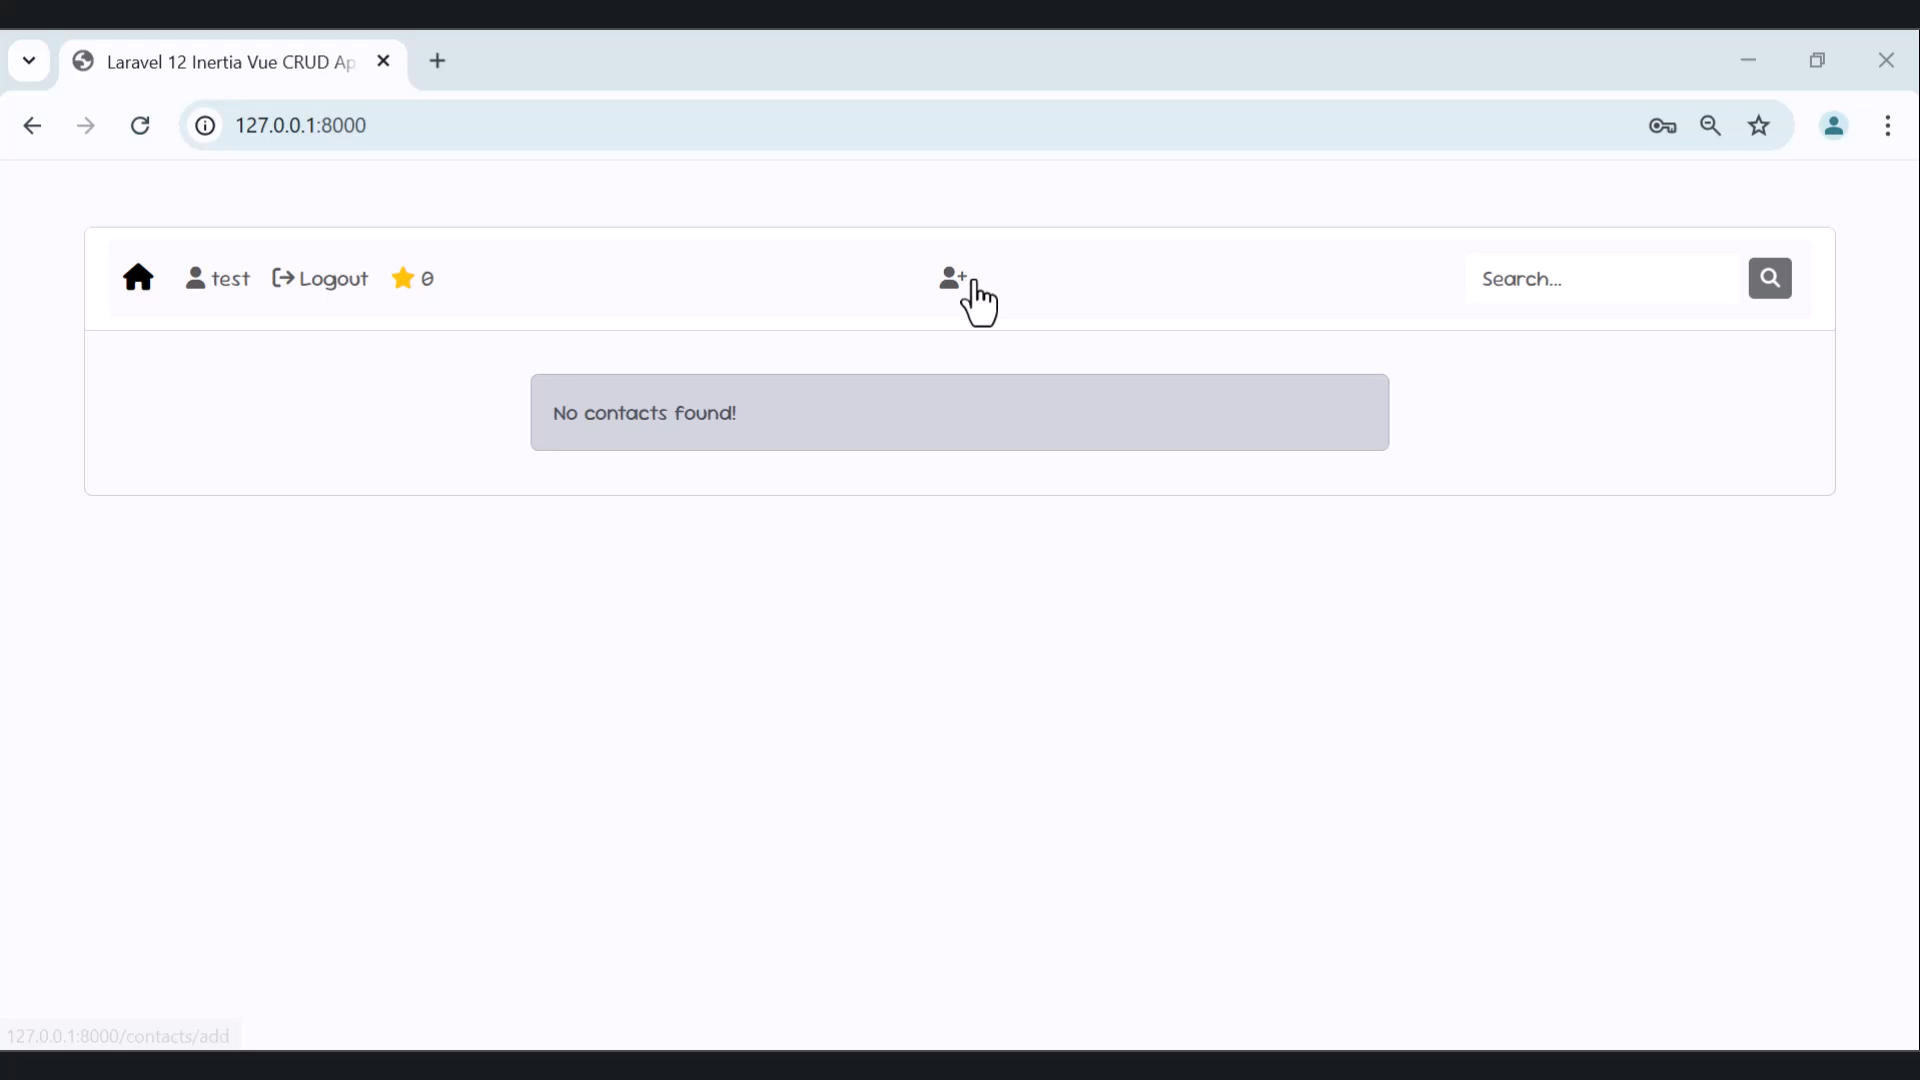 Laravel 12 Inertia Vue CRUD Ap
127.0.0.1:8000
test Logout 0
Search...
No contacts found!
127.0.0.1:8000/contacts/add